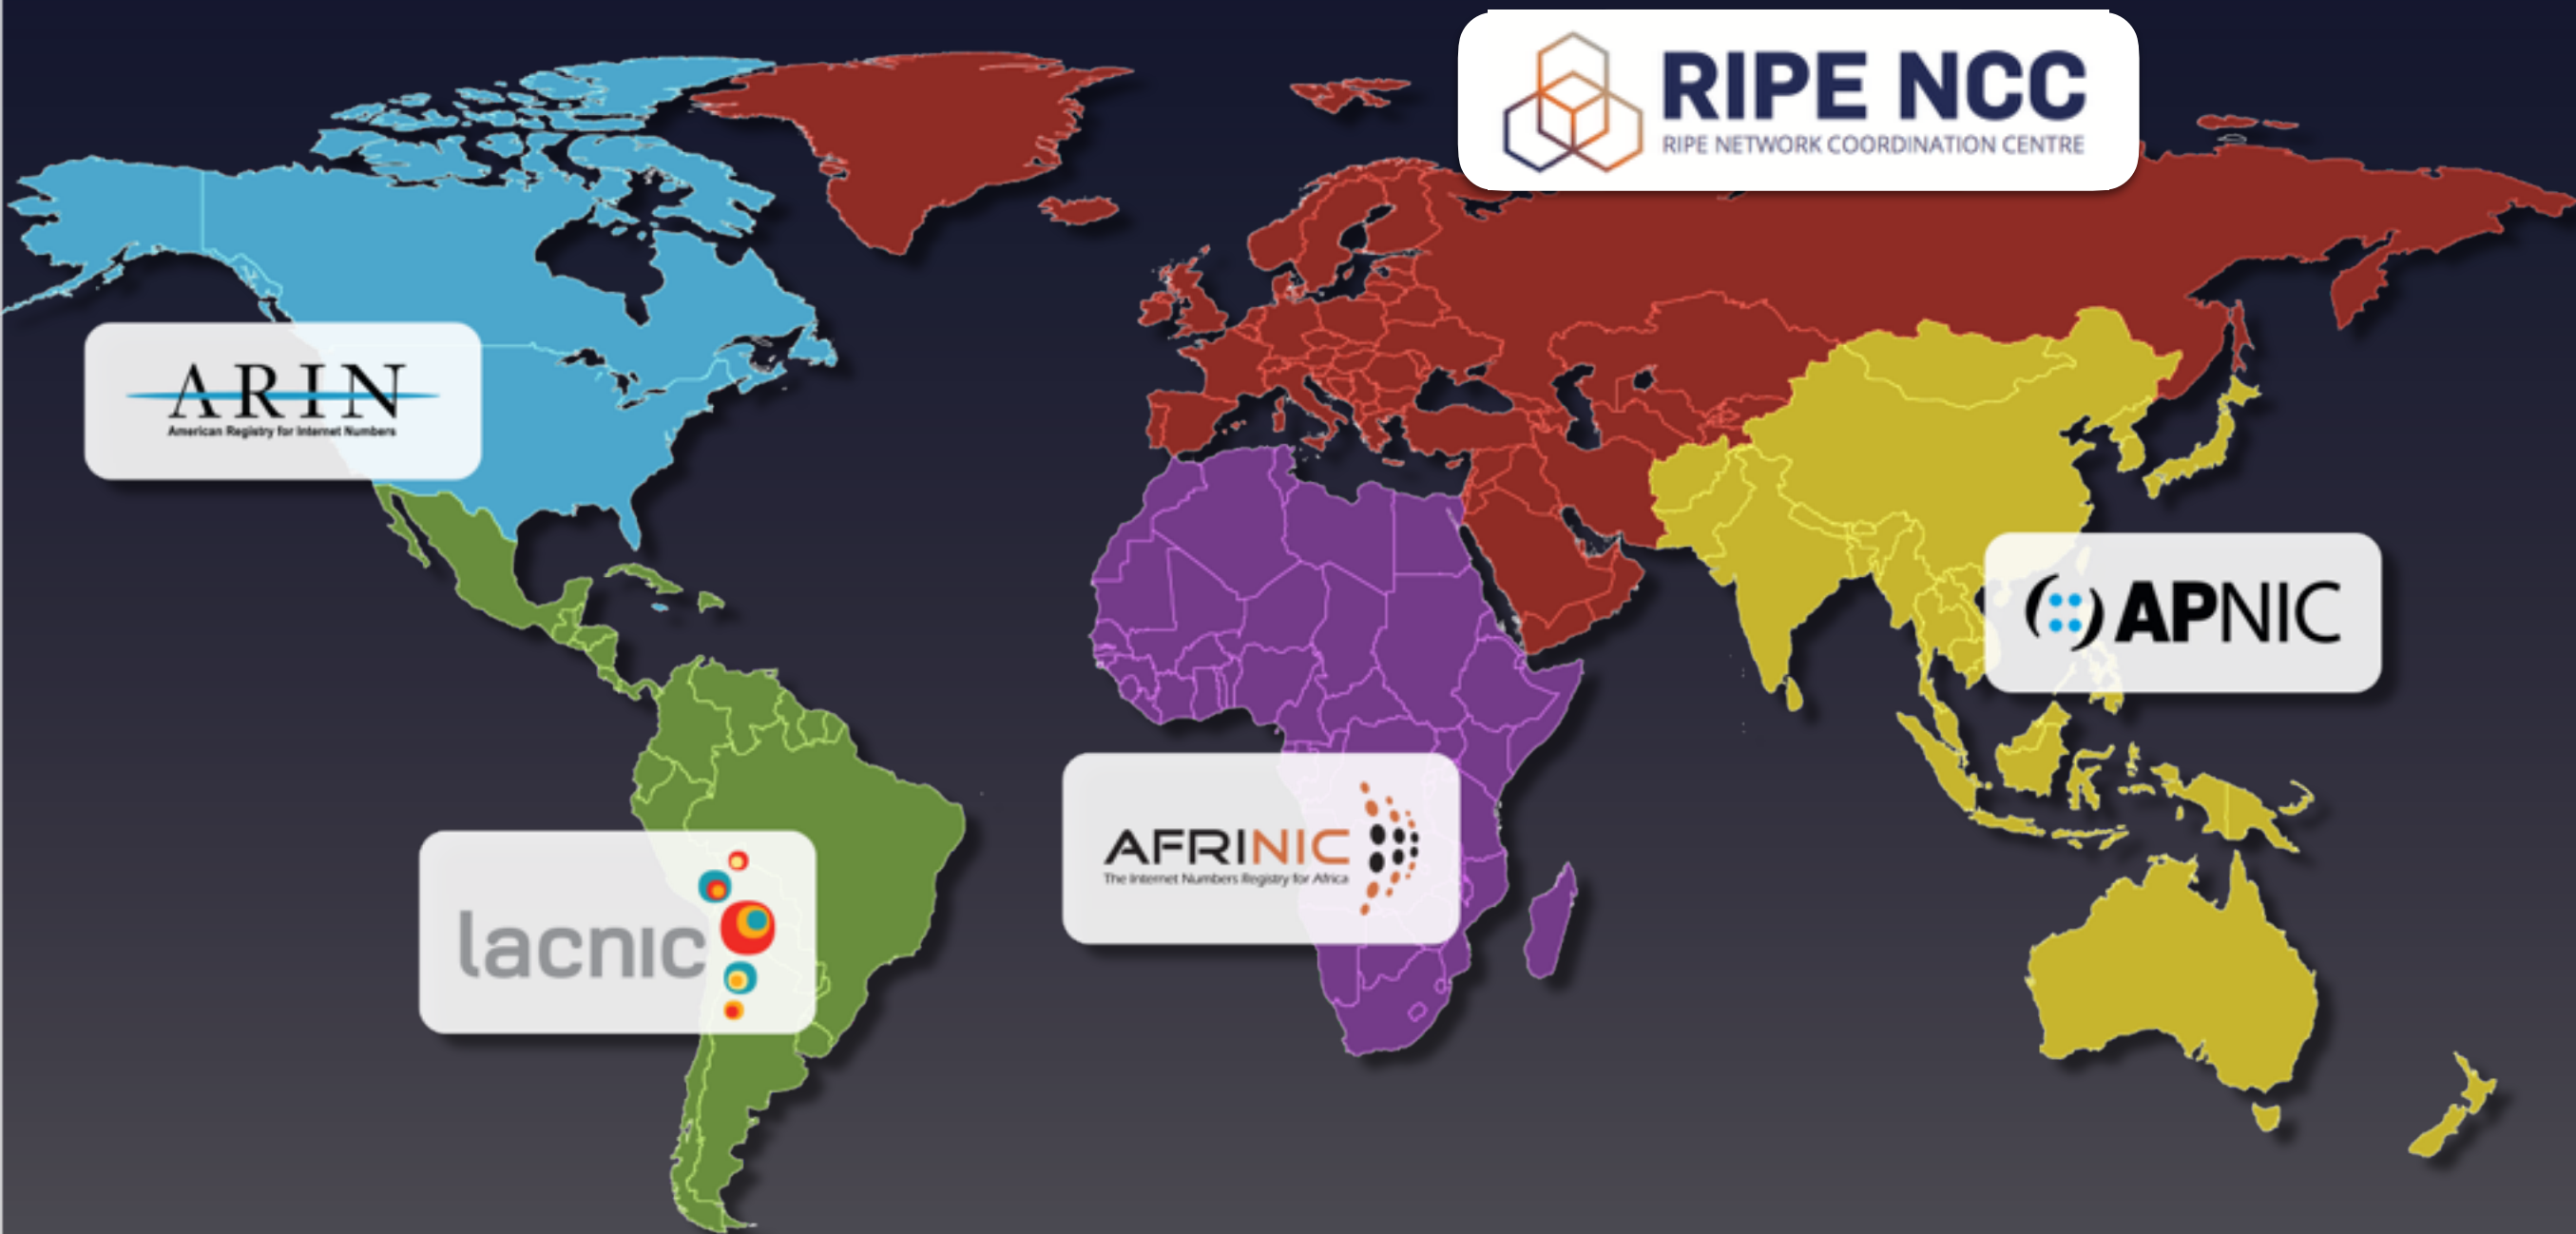 RIPE NCC
RIPE NETWORK COORDINATION CENTRE
ARIN
American Registry for Internet Numbers
APNIC
AFRINIC
The Internet Numbers Registry for Africa
lacnic